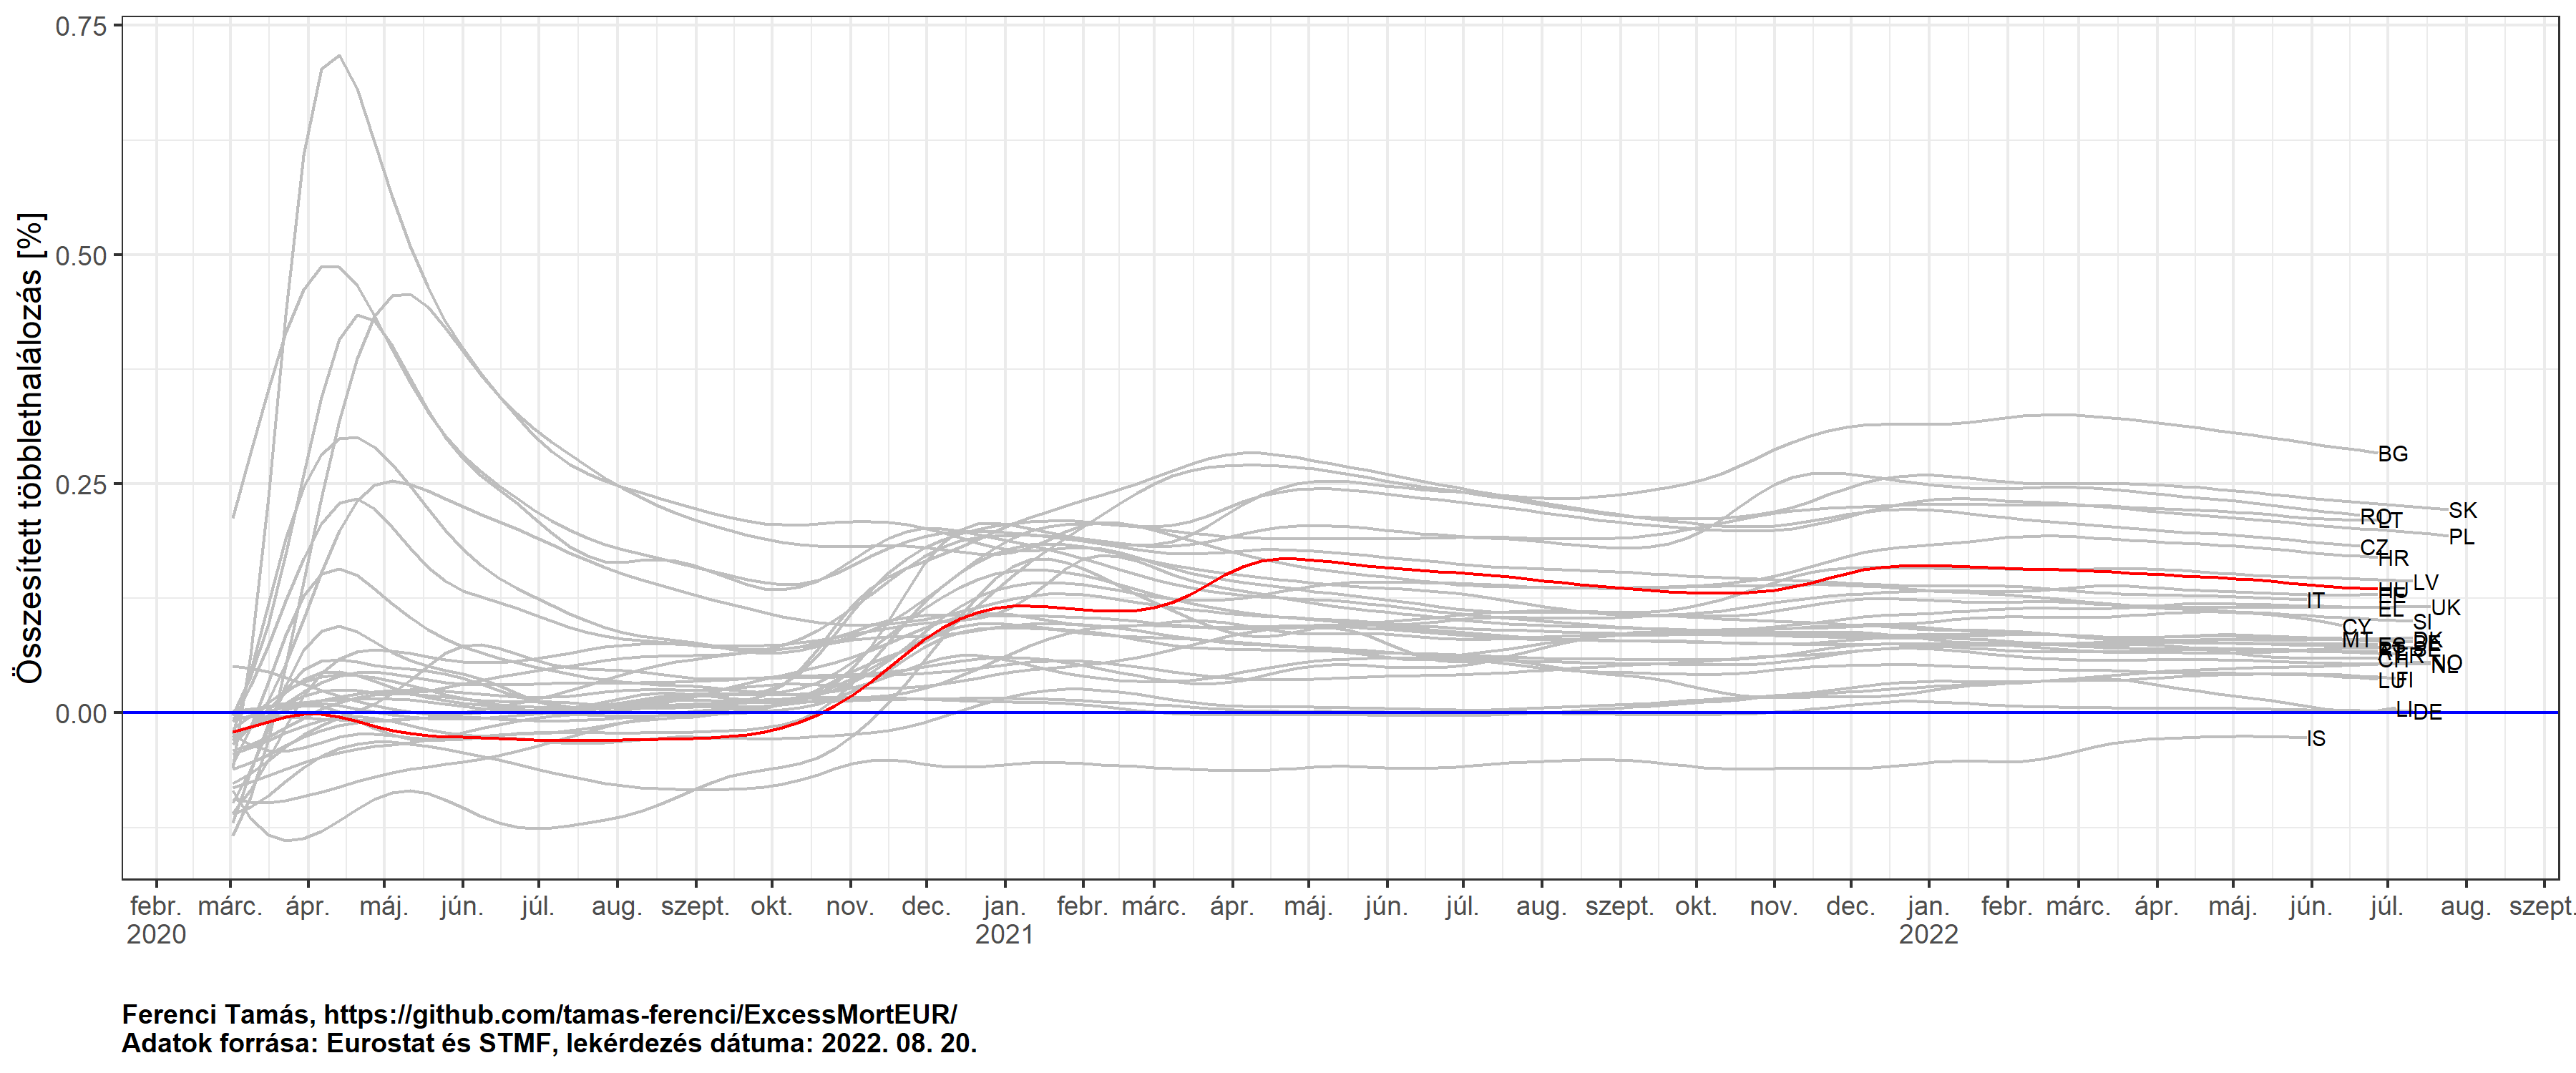 Összesített többlethalálozás [%]
0.75
0.50
0.25
0.00
BG
SK
RO
LT
PL
CZ
HR
LV
HU
IT
EE
EL
UK
SI
CY
MT
DK
ES
BE
FR
CH
NO
NL
LU
FI
LI
DE
IS
febr. márc. ápr. máj. jún. júl. aug. szept. okt. nov. dec. jan. febr. márc. ápr. máj. jún. júl. aug. szept. okt. nov. dec. jan. febr. márc. ápr. máj. jún. júl. aug. szept.
2020 2021 2022
Ferenci Tamás, https://github.com/tamas-ferenci/ExcessMortEUR/
Adatok forrása: Eurostat és STMF, lekérdezés dátuma: 2022. 08. 20.